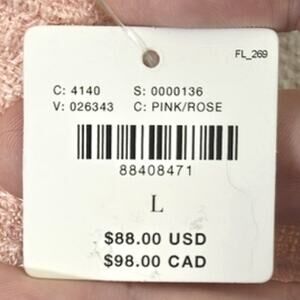 FL_269
C: 4140 S: 0000136
V: 026343 C: PINK/ROSE
88408471
L
$88.00 USD
$98.00 CAD